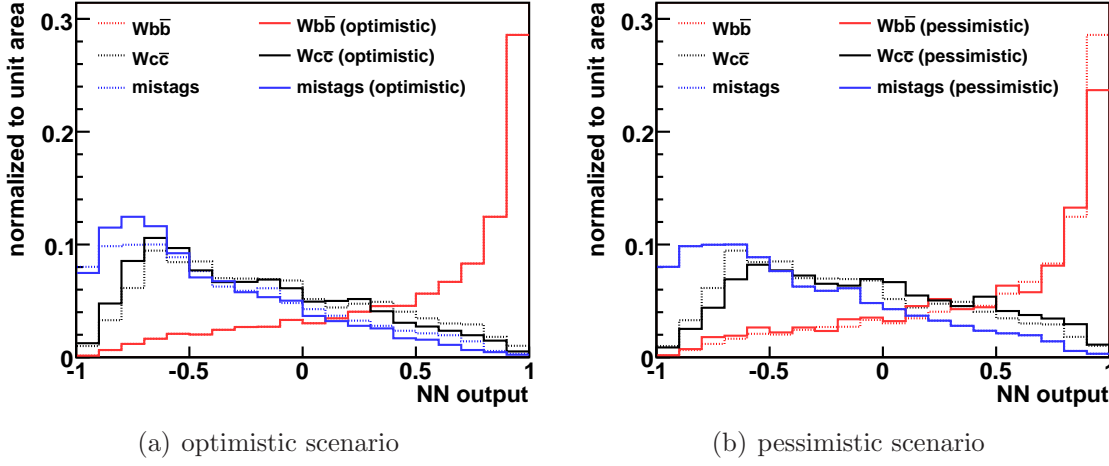 normalized to unit area
0.3
0.2
0.1
0
Wbb̄
Wcc̄
mistags
Wbb̄ (optimistic)
Wcc̄ (optimistic)
mistags (optimistic)
-1
-0.5
0
0.5
1
NN output
(a) optimistic scenario
normalized to unit area
0.3
0.2
0.1
0
Wbb̄
Wcc̄
mistags
Wbb̄ (pessimistic)
Wcc̄ (pessimistic)
mistags (pessimistic)
-1
-0.5
0
0.5
1
NN output
(b) pessimistic scenario